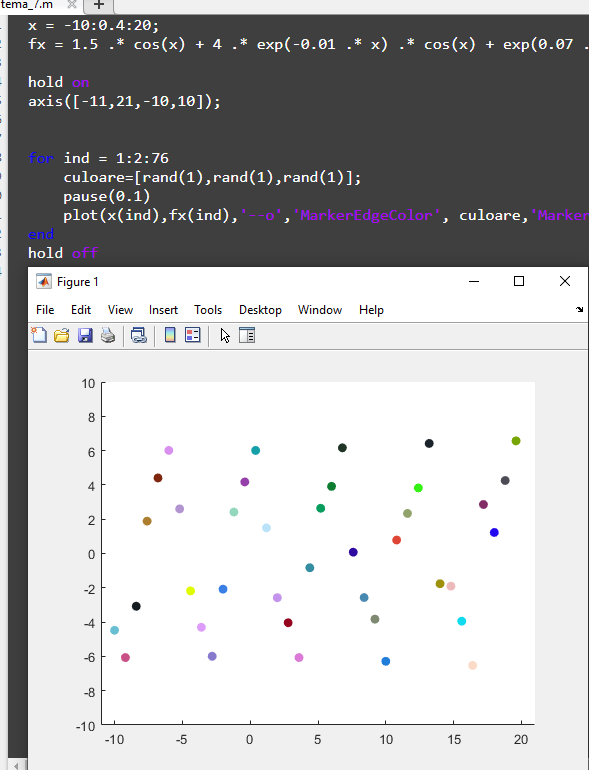 tema_7.m
x = -10:0.4:20;
fx = 1.5 .* cos(x) + 4 .* exp(-0.01 .* x) .* cos(x) + exp(0.07 .
hold on
axis([-11,21,-10,10]);
for ind = 1:2:76
culoare=[rand(1),rand(1),rand(1)];
pause(0.1)
plot(x(ind),fx(ind),'--o','MarkerEdgeColor', culoare,'Marker
end
hold off
Figure 1
File Edit View Insert Tools Desktop Window Help
10
8
6
4
2
0
-2
-4
-6
-8
-10
-10 -5 0 5 10 15 20